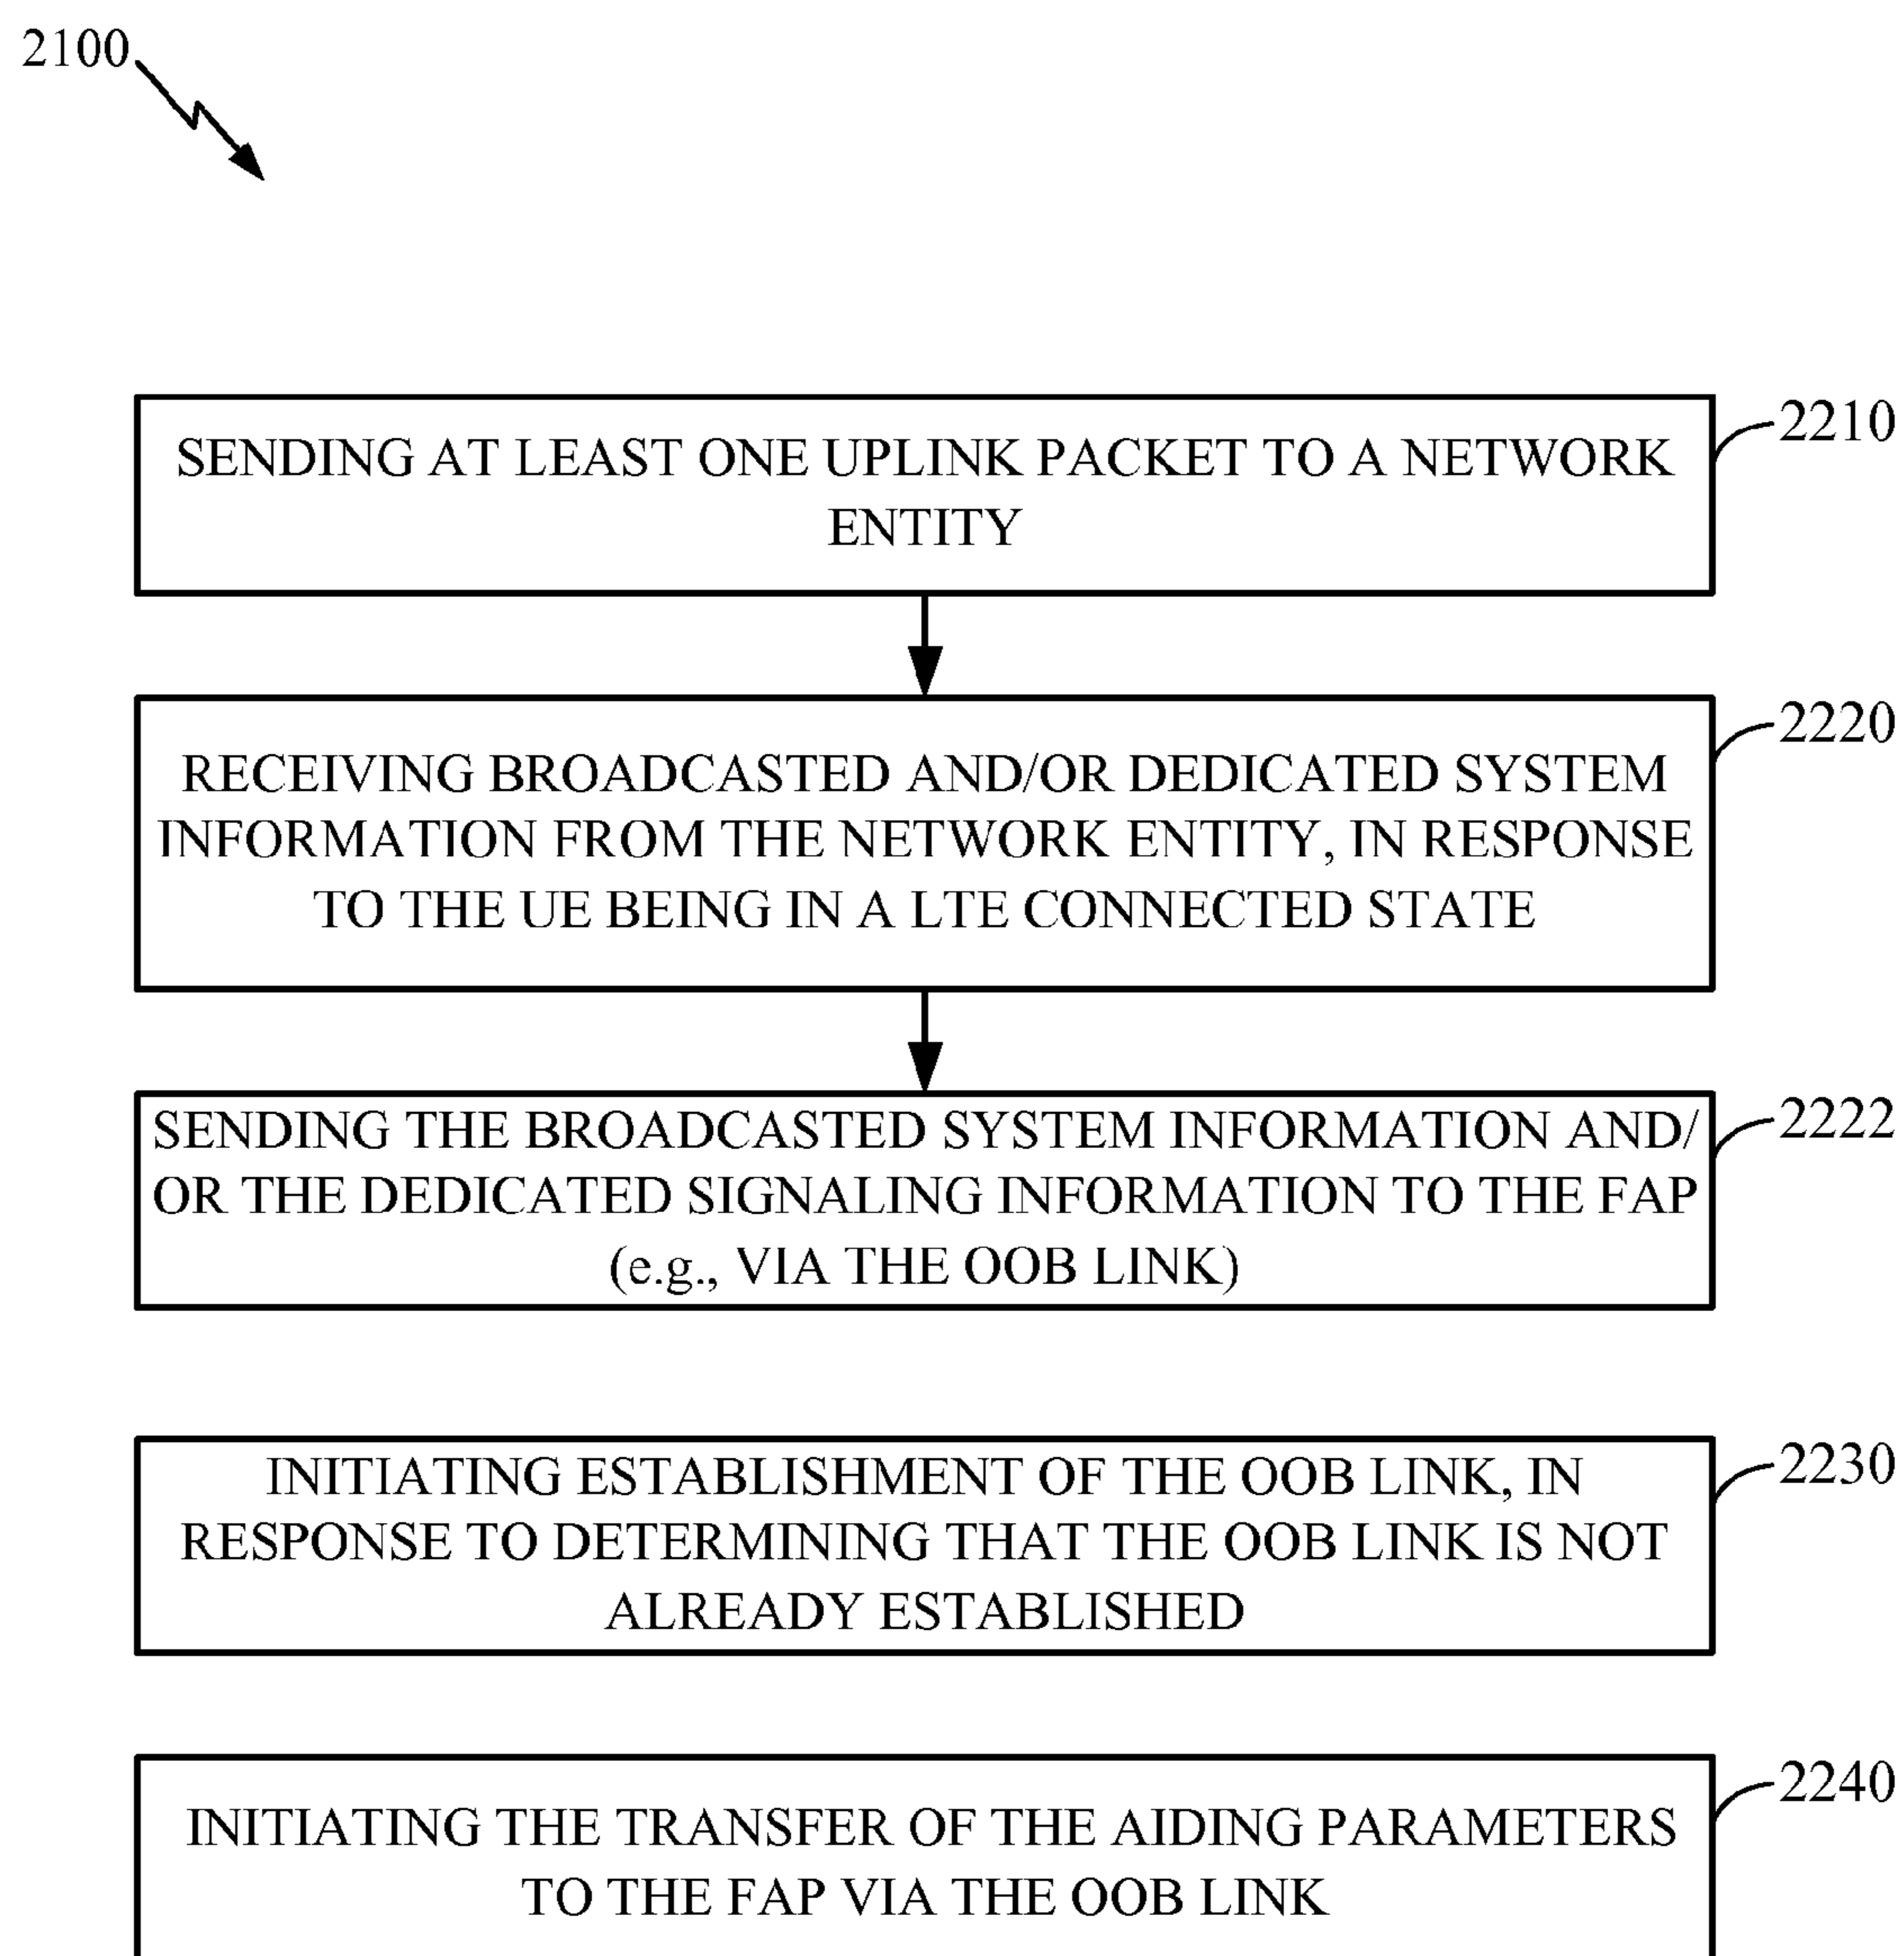 2100
SENDING AT LEAST ONE UPLINK PACKET TO A NETWORK
ENTITY
2210
RECEIVING BROADCASTED AND/OR DEDICATED SYSTEM
INFORMATION FROM THE NETWORK ENTITY, IN RESPONSE
TO THE UE BEING IN A LTE CONNECTED STATE
2220
SENDING THE BROADCASTED SYSTEM INFORMATION AND/
OR THE DEDICATED SIGNALING INFORMATION TO THE FAP
(e.g., VIA THE OOB LINK)
2222
INITIATING ESTABLISHMENT OF THE OOB LINK, IN
RESPONSE TO DETERMINING THAT THE OOB LINK IS NOT
ALREADY ESTABLISHED
2230
INITIATING THE TRANSFER OF THE AIDING PARAMETERS
TO THE FAP VIA THE OOB LINK
2240